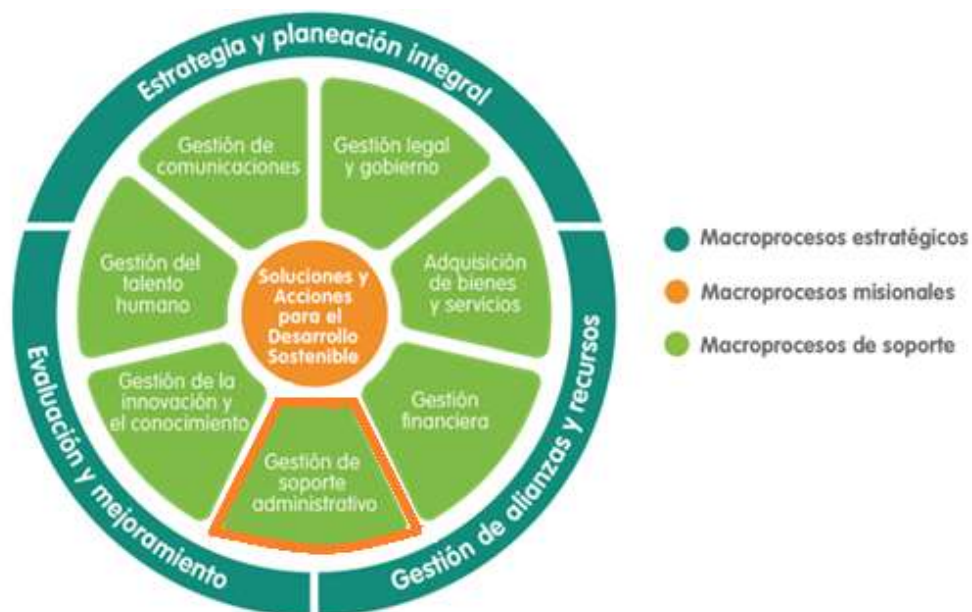 Estrategia y planeación integral
Gestión de
comunicaciones
Gestión legal
y gobierno
Gestión del
talento
humano
Soluciones y
Acciones
para el
Desarrollo
Sostenible
Adquisición
de bienes
y servicios
Gestión de la
innovación y
el conocimiento
Gestión
financiera
Gestión de
soporte
administrativo
Evaluación y mejoramiento
Gestión de alianzas y recursos
Macroprocesos estratégicos
Macroprocesos misionales
Macroprocesos de soporte